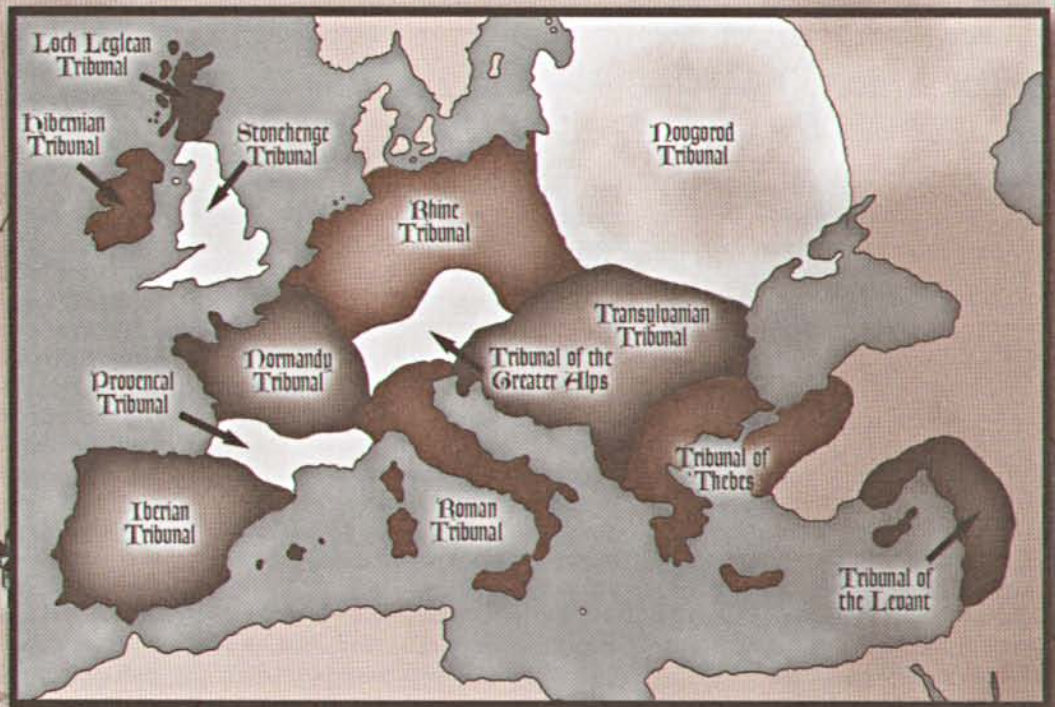 Loch Leglean
Tribunal
Hibernian
Tribunal
Stonehenge
Tribunal
Novgorod
Tribunal
Rhine
Tribunal
Normandy
Tribunal
Transylvanian
Tribunal
Tribunal of the
Greater Alps
Provencal
Tribunal
Iberian
Tribunal
Roman
Tribunal
Tribunal of
Thebes
Tribunal of
the Levant